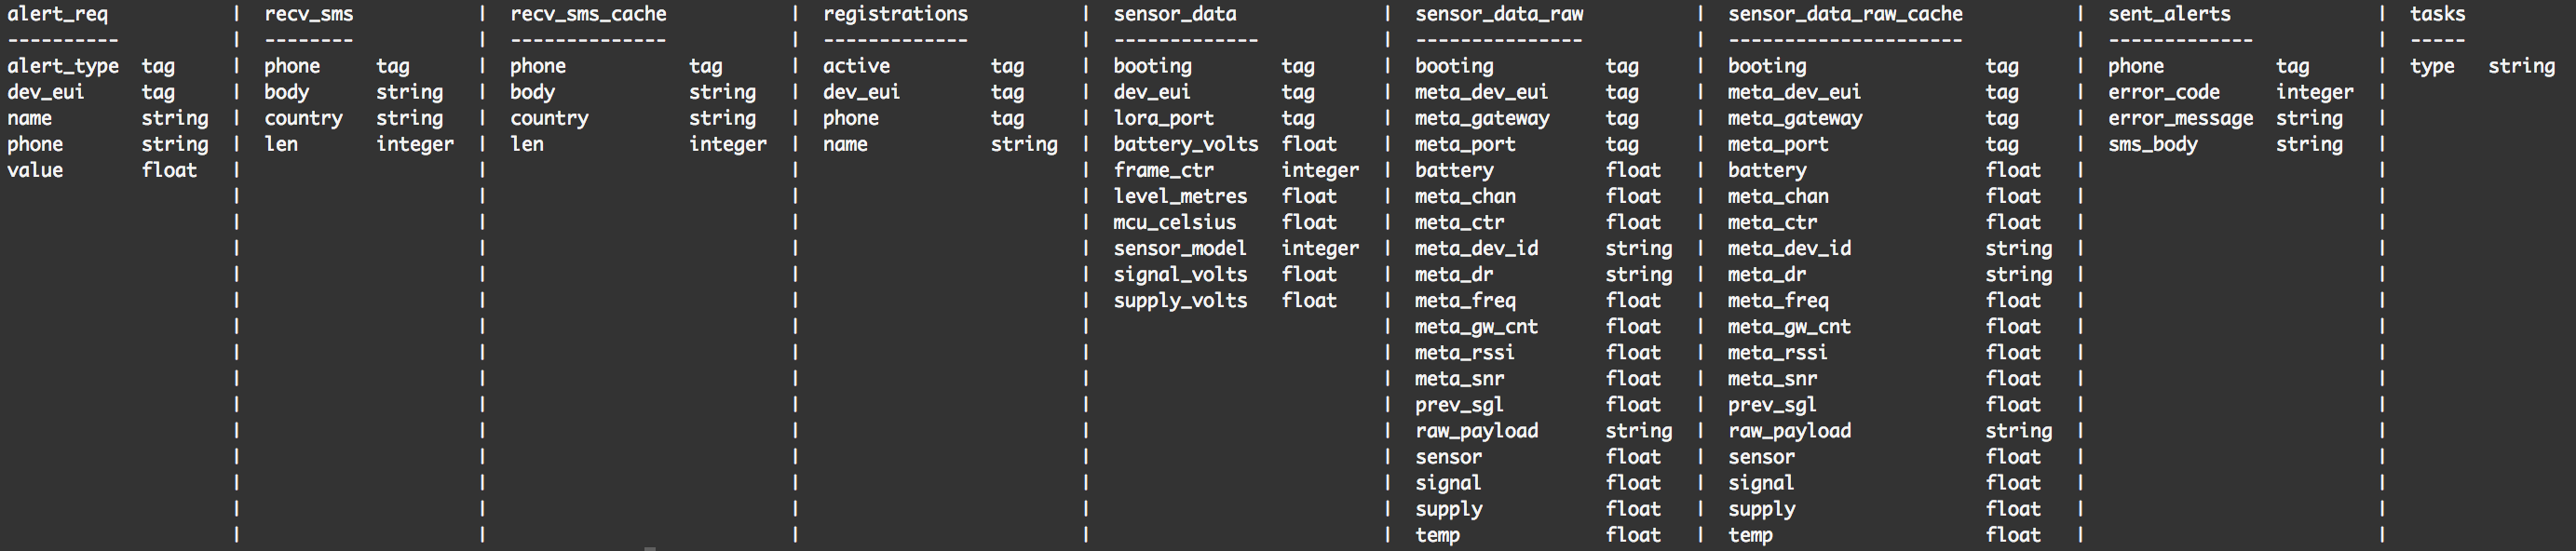 alert_req | recv_sms | recv_sms_cache | registrations | sensor_data | sensor_data_raw | sensor_data_raw_cache | sent_alerts | tasks
---------- | -------- | -------------- | ------------- | ------------- | --------------- | --------------------- | ------------- | -----
alert_type tag | phone tag | phone tag | active tag | booting tag | booting tag | booting tag | phone tag | type string
dev_eui tag | body string | body string | dev_eui tag | dev_eui tag | meta_dev_eui tag | meta_dev_eui tag | error_code integer |
name string | country string | country string | phone tag | lora_port tag | meta_gateway tag | meta_gateway tag | error_message string |
phone string | len integer | len integer | name string | battery_volts float | meta_port tag | meta_port tag | sms_body string |
value float | | | | frame_ctr integer | battery float | battery float | |
| | | | level_metres float | meta_chan float | meta_chan float | |
| | | | mcu_celsius float | meta_ctr float | meta_ctr float | |
| | | | sensor_model integer | meta_dev_id string | meta_dev_id string | |
| | | | signal_volts float | meta_dr string | meta_dr string | |
| | | | supply_volts float | meta_freq float | meta_freq float | |
| | | | | meta_gw_cnt float | meta_gw_cnt float | |
| | | | | meta_rssi float | meta_rssi float | |
| | | | | meta_snr float | meta_snr float | |
| | | | | prev_sgl float | prev_sgl float | |
| | | | | raw_payload string | raw_payload string | |
| | | | | sensor float | sensor float | |
| | | | | signal float | signal float | |
| | | | | supply float | supply float | |
| | | | | temp float | temp float | |